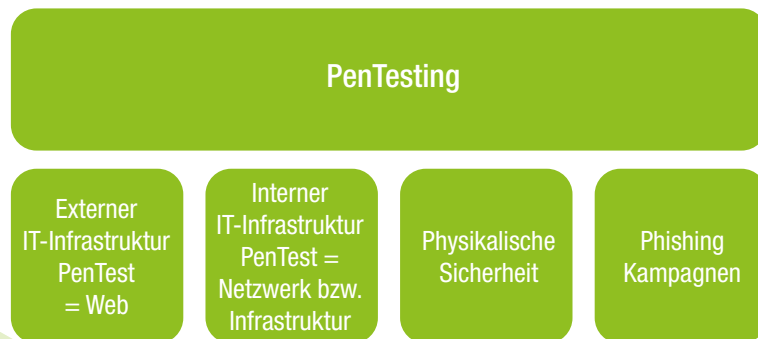 PenTesting
Externer
IT-Infrastruktur
PenTest
= Web
Interner
IT-Infrastruktur
PenTest =
Netzwerk bzw.
Infrastruktur
Physikalische
Sicherheit
Phishing
Kampagnen